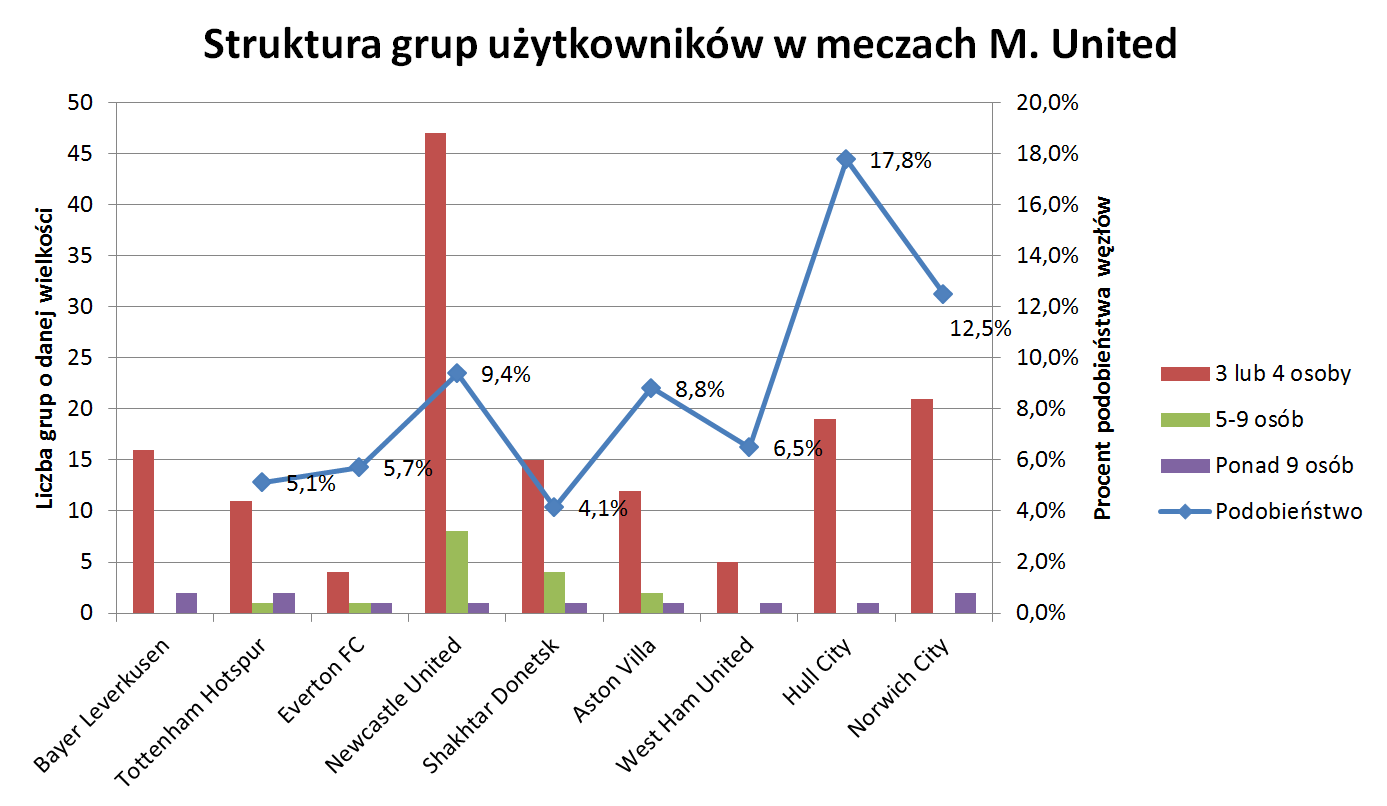 Struktura grup użytkowników w meczach M. United
Liczba grup o danej wielkości
50
45
40
35
30
25
20
15
10
5
0
5,1%
5,7%
9,4%
4,1%
8,8%
6,5%
17,8%
12,5%
20,0%
18,0%
16,0%
14,0%
12,0%
10,0%
8,0%
6,0%
4,0%
2,0%
0,0%
Procent podobieństwa węzłów
Bayer Leverkusen
Tottenham Hotspur
Everton FC
Newcastle United
Shakhtar Donetsk
Aston Villa
West Ham United
Hull City
Norwich City
3 lub 4 osoby
5-9 osób
Ponad 9 osób
Podobieństwo